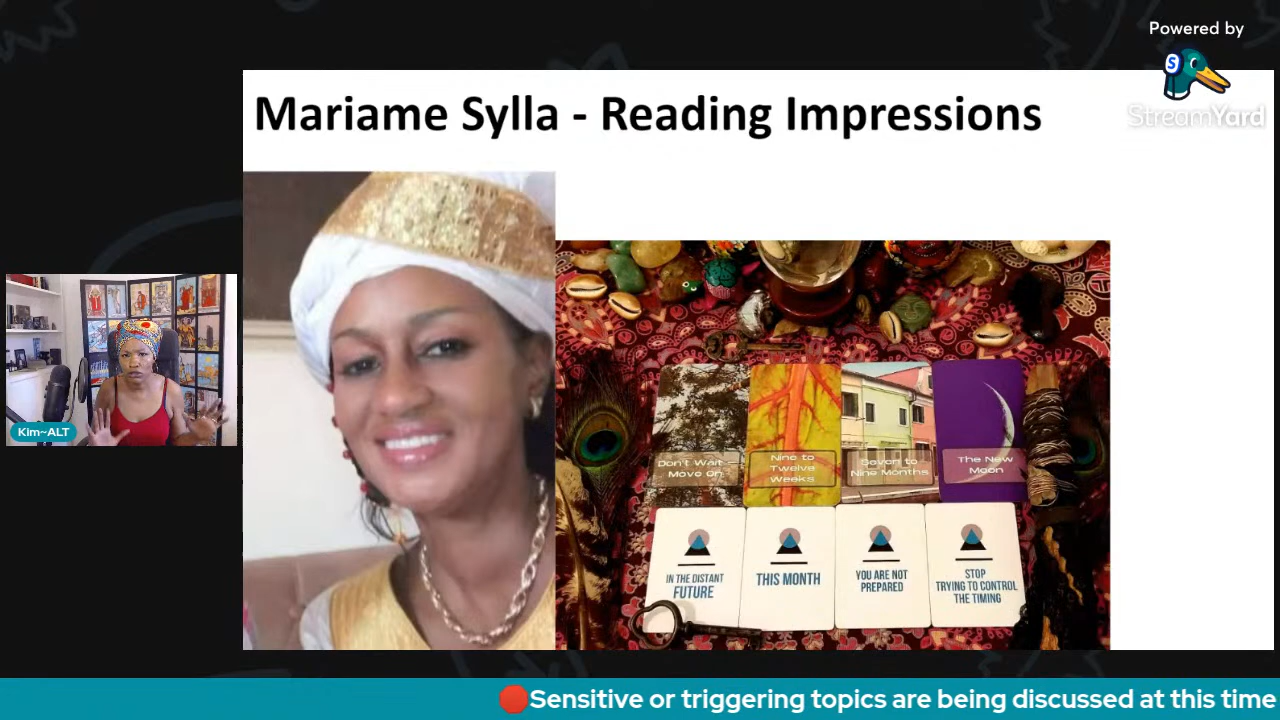 Powered by
S
StreamYard
Mariame Sylla - Reading Impressions
Kim~ALT
Don't Wait —
Move On
Nine to
Twelve
Weeks
Seven to
Nine Months
The New
Moon
IN THE DISTANT
FUTURE
THIS MONTH
YOU ARE NOT
PREPARED
STOP
TRYING TO CONTROL
THE TIMING
Sensitive or triggering topics are being discussed at this time